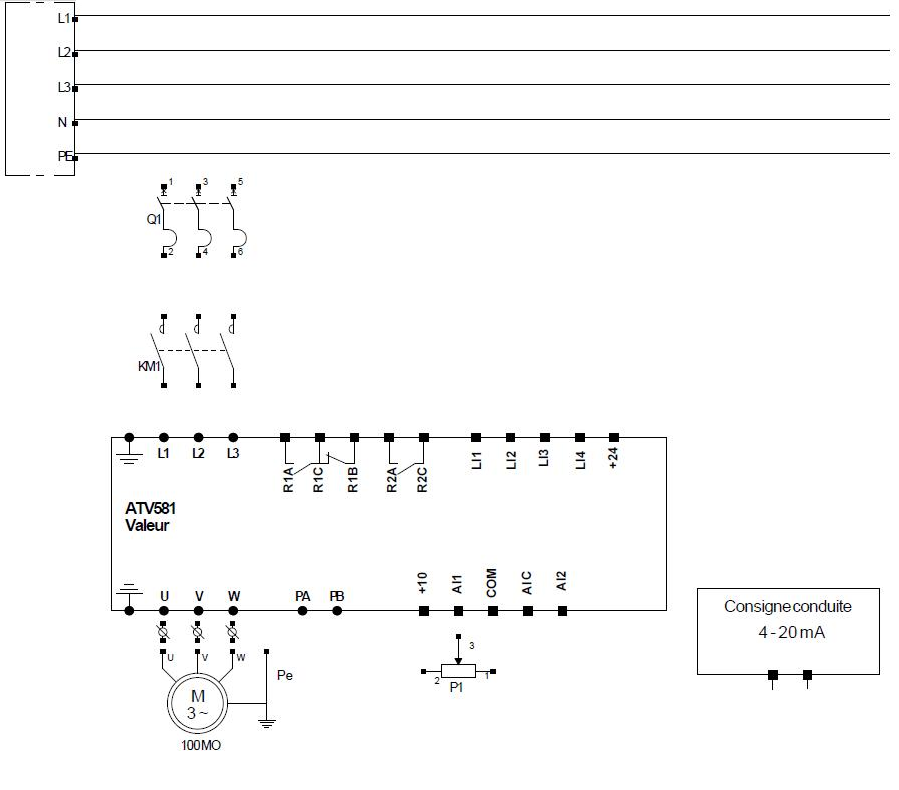 L1
L2
L3
N
PE
1 3 5
Q1
2 4 6
KM1
L1 L2 L3
R1A R1C R1B R2A R2C LI1 LI2 LI3 LI4 +24
ATV581
Valeur
U V W PA PB +10 AI1 COM AIC AI2
Consigne conduite
4 - 20 mA
U V W
3
2 1
P1
Pe
M
3 ~
100MO